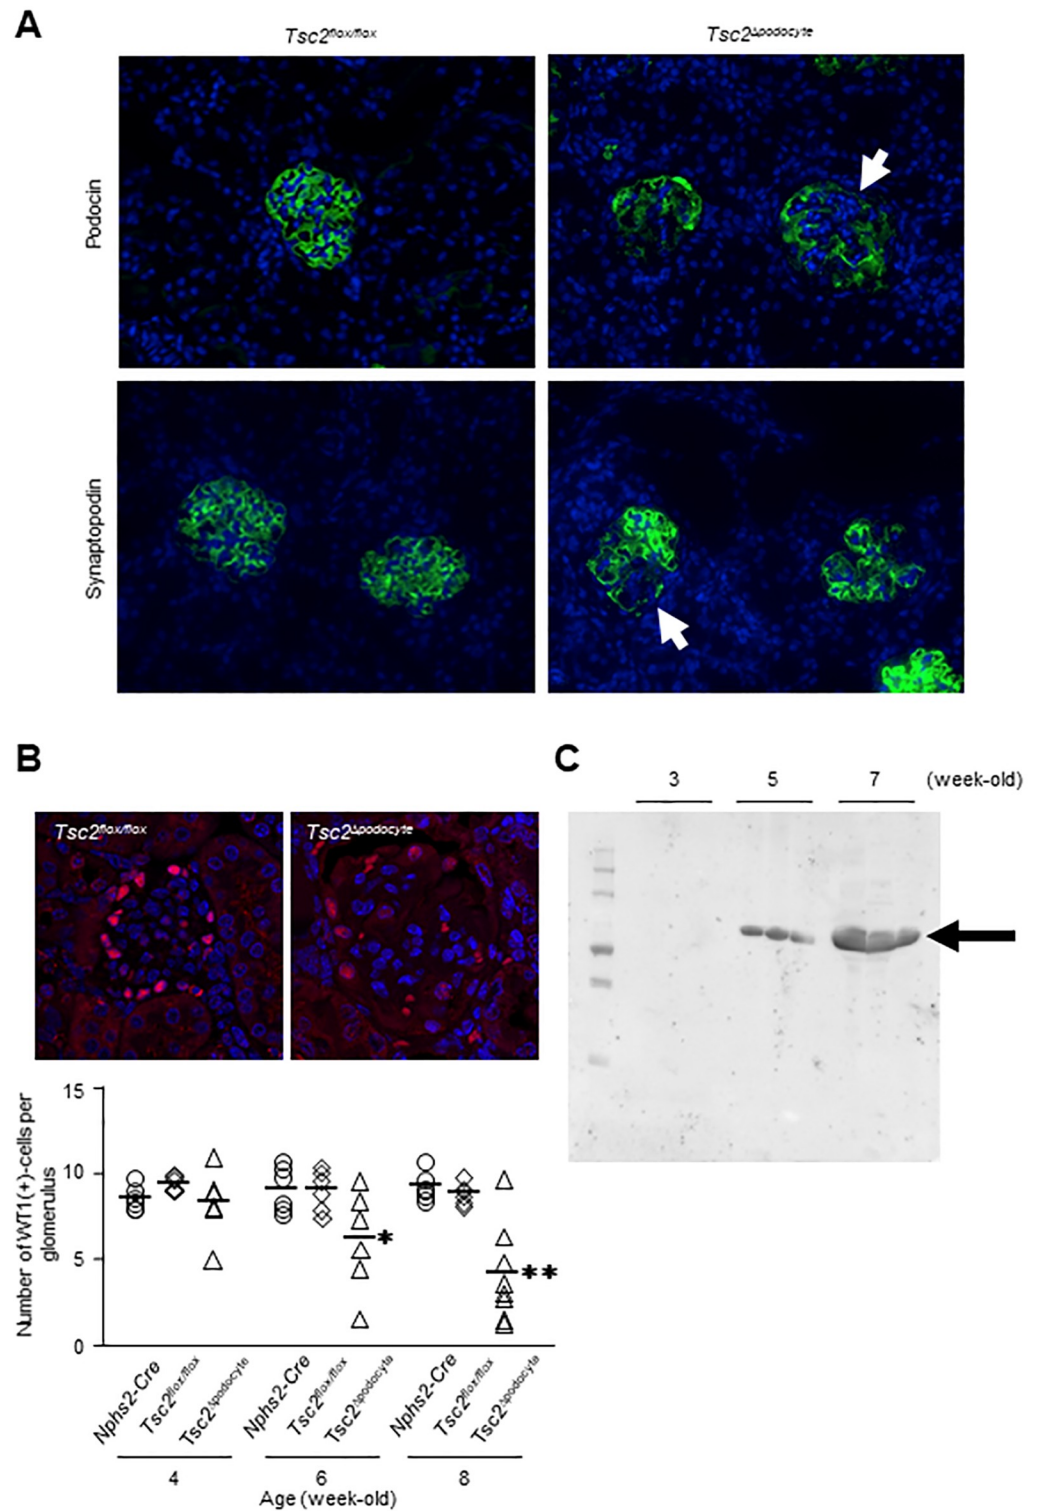 A
Tsc2flox/flox
Tsc2Δpodocyte
Podocin
Synaptopodin
B
C
3 5 7 (week-old)
Tsc2flox/flox
Tsc2Δpodocyte
Number of WT1(+)-cells per
glomerulus
15
10
5
0
*
**
Nphs2-Cre
Tsc2flox/flox
Tsc2Δpodocyte
Nphs2-Cre
Tsc2flox/flox
Tsc2Δpodocyte
Nphs2-Cre
Tsc2flox/flox
Tsc2Δpodocyte
4 6 8
Age (week-old)